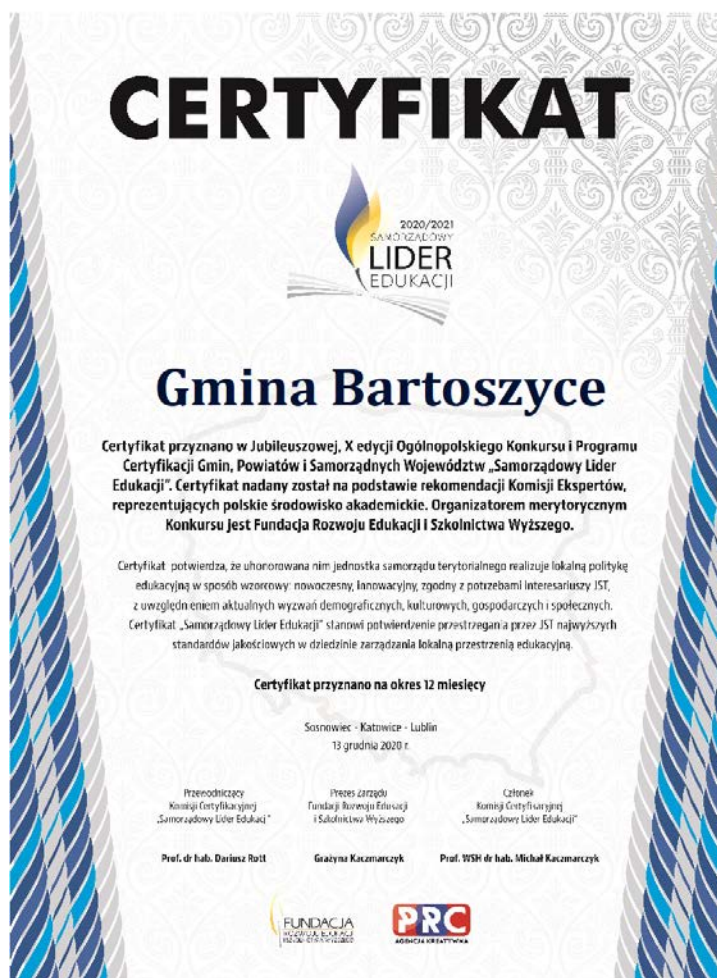 CERTYFIKAT
2020/2021
SAMORZĄDOWY
LIDER
EDUKACJI
Gmina Bartoszyce
Certyfikat przyznano w Jubileuszowej, X edycji Ogólnopolskiego Konkursu i Programu
Certyfikacji Gmin, Powiatów i Samorządnych Województw „Samorządowy Lider
Edukacji". Certyfikat nadany został na podstawie rekomendacji Komisji Ekspertów,
reprezentujących polskie środowisko akademickie. Organizatorem merytorycznym
Konkursu jest Fundacja Rozwoju Edukacji i Szkolnictwa Wyższego.
Certyfikat potwierdza, że uhonorowana nim jednostka samorządu terytorialnego realizuje lokalną politykę
edukacyjną w sposób wzorcowy: nowoczesny, innowacyjny, zgodny z potrzebami interesariuszy JST,
z uwzględnieniem aktualnych wyzwań demograficznych, kulturowych, gospodarczych i społecznych.
Certyfikat „Samorządowy Lider Edukacji" stanowi potwierdzenie przestrzegania przez JST najwyższych
standardów jakościowych w dziedzinie zarządzania lokalną przestrzenią edukacyjną.
Certyfikat przyznano na okres 12 miesięcy
Sosnowiec - Katowice - Lublin
13 grudnia 2020 r.
Przewodniczący
Komisji Certyfikacyjnej
„Samorządowy Lider Edukacji"
Prof. dr hab. Dariusz Rott
Prezes Zarządu
Fundacji Rozwoju Edukacji
i Szkolnictwa Wyższego
Grażyna Kaczmarczyk
Członek
Komisji Certyfikacyjnej
„Samorządowy Lider Edukacji"
Prof. WSH dr hab. Michał Kaczmarczyk
FUNDACJA
ROZWOJU EDUKACJI
I SZKOLNICTWA WYŻSZEGO
PRC
AGENCJA KREATYWNA